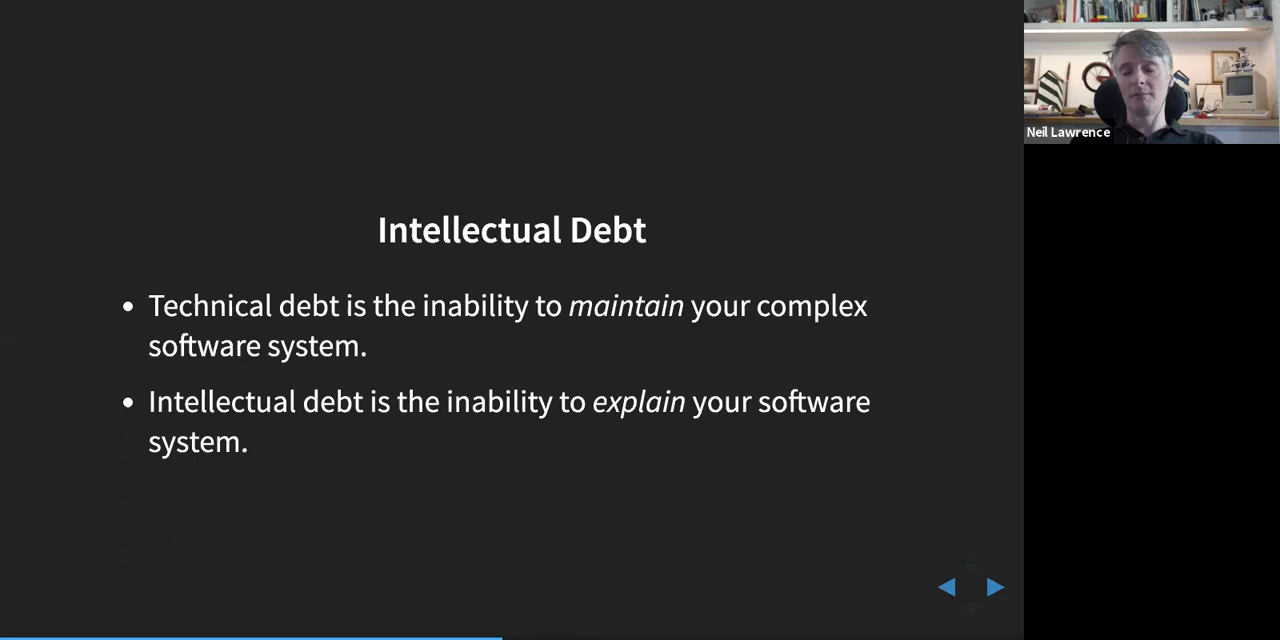 Intellectual Debt
• Technical debt is the inability to maintain your complex
software system.
• Intellectual debt is the inability to explain your software
system.
Neil Lawrence